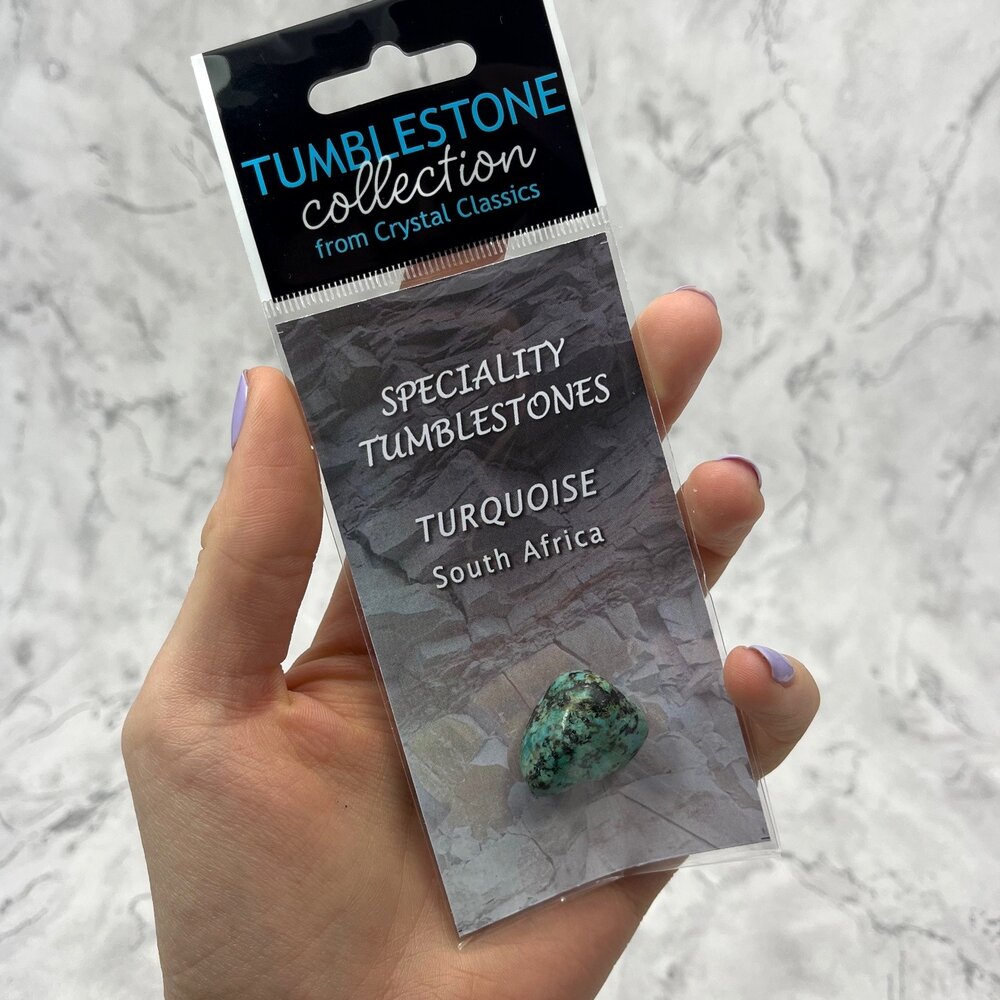 TUMBLESTONE
collection
from Crystal Classics
SPECIALITY
TUMBLESTONES
TURQUOISE
South Africa